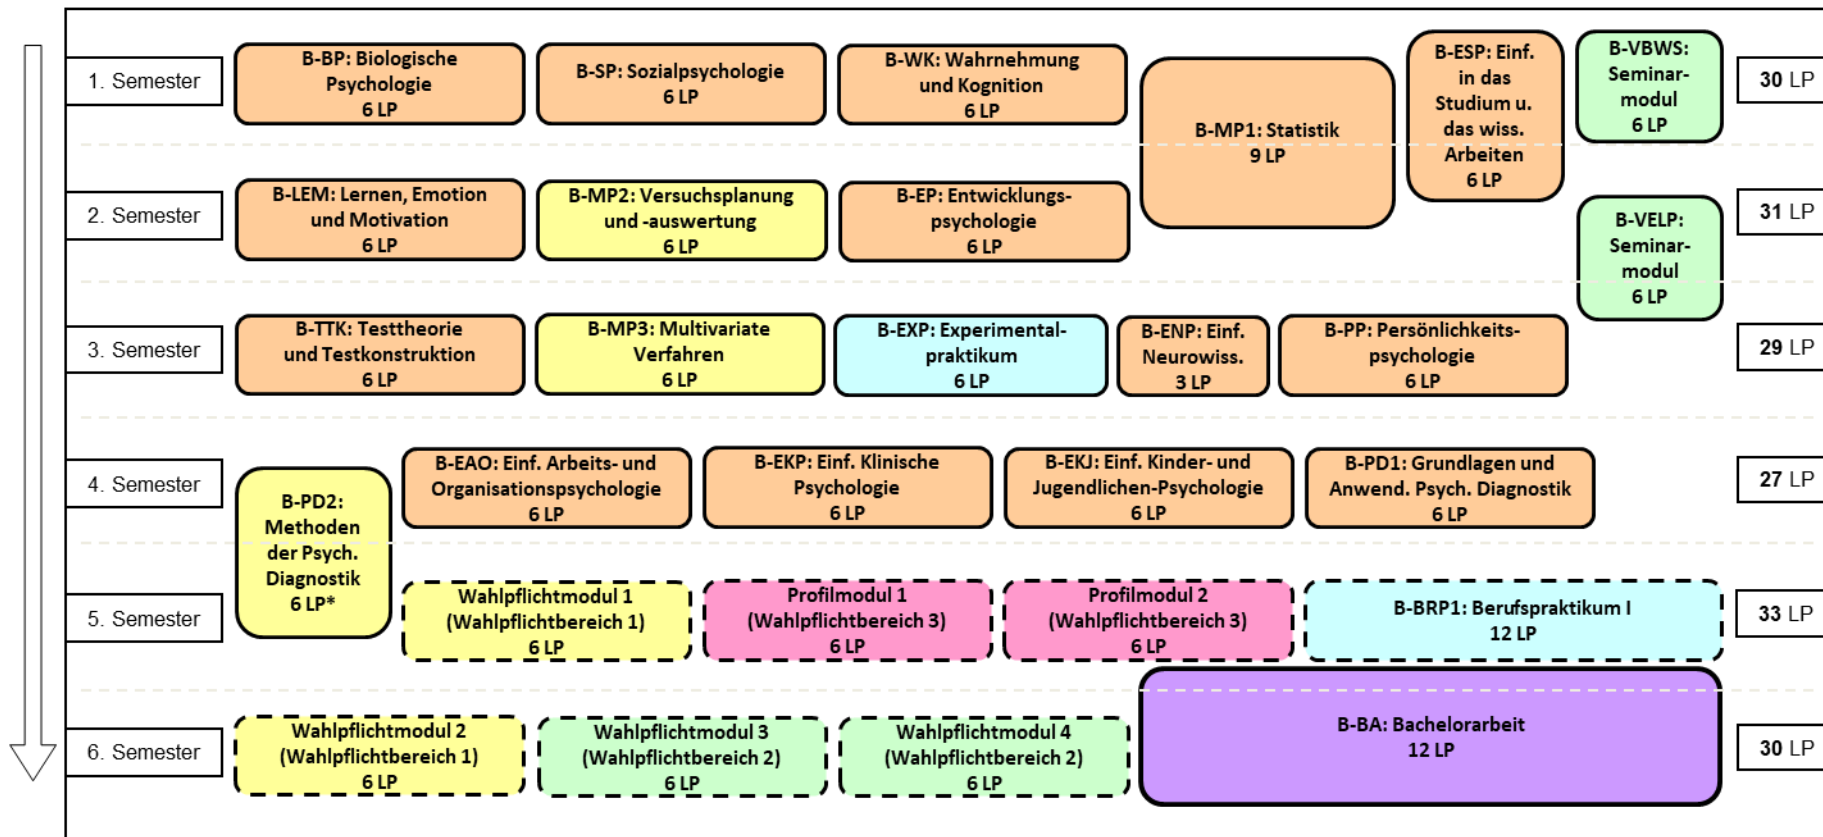 1. Semester
B-BP: Biologische
Psychologie
6 LP
B-SP: Sozialpsychologie
6 LP
B-WK: Wahrnehmung
und Kognition
6 LP
B-MP1: Statistik
9 LP
B-ESP: Einf.
in das
Studium u.
das wiss.
Arbeiten
6 LP
B-VBWS:
Seminar-
modul
6 LP
30 LP
2. Semester
B-LEM: Lernen, Emotion
und Motivation
6 LP
B-MP2: Versuchsplanung
und -auswertung
6 LP
B-EP: Entwicklungs-
psychologie
6 LP
B-VELP:
Seminar-
modul
6 LP
31 LP
3. Semester
B-TTK: Testtheorie
und Testkonstruktion
6 LP
B-MP3: Multivariate
Verfahren
6 LP
B-EXP: Experimental-
praktikum
6 LP
B-ENP: Einf.
Neurowiss.
3 LP
B-PP: Persönlichkeits-
psychologie
6 LP
29 LP
4. Semester
B-PD2:
Methoden
der Psych.
Diagnostik
6 LP*
B-EAO: Einf. Arbeits- und
Organisationspsychologie
6 LP
B-EKP: Einf. Klinische
Psychologie
6 LP
B-EKJ: Einf. Kinder- und
Jugendlichen-Psychologie
6 LP
B-PD1: Grundlagen und
Anwend. Psych. Diagnostik
6 LP
27 LP
5. Semester
Wahlpflichtmodul 1
(Wahlpflichtbereich 1)
6 LP
Profilmodul 1
(Wahlpflichtbereich 3)
6 LP
Profilmodul 2
(Wahlpflichtbereich 3)
6 LP
B-BRP1: Berufspraktikum I
12 LP
33 LP
6. Semester
Wahlpflichtmodul 2
(Wahlpflichtbereich 1)
6 LP
Wahlpflichtmodul 3
(Wahlpflichtbereich 2)
6 LP
Wahlpflichtmodul 4
(Wahlpflichtbereich 2)
6 LP
B-BA: Bachelorarbeit
12 LP
30 LP